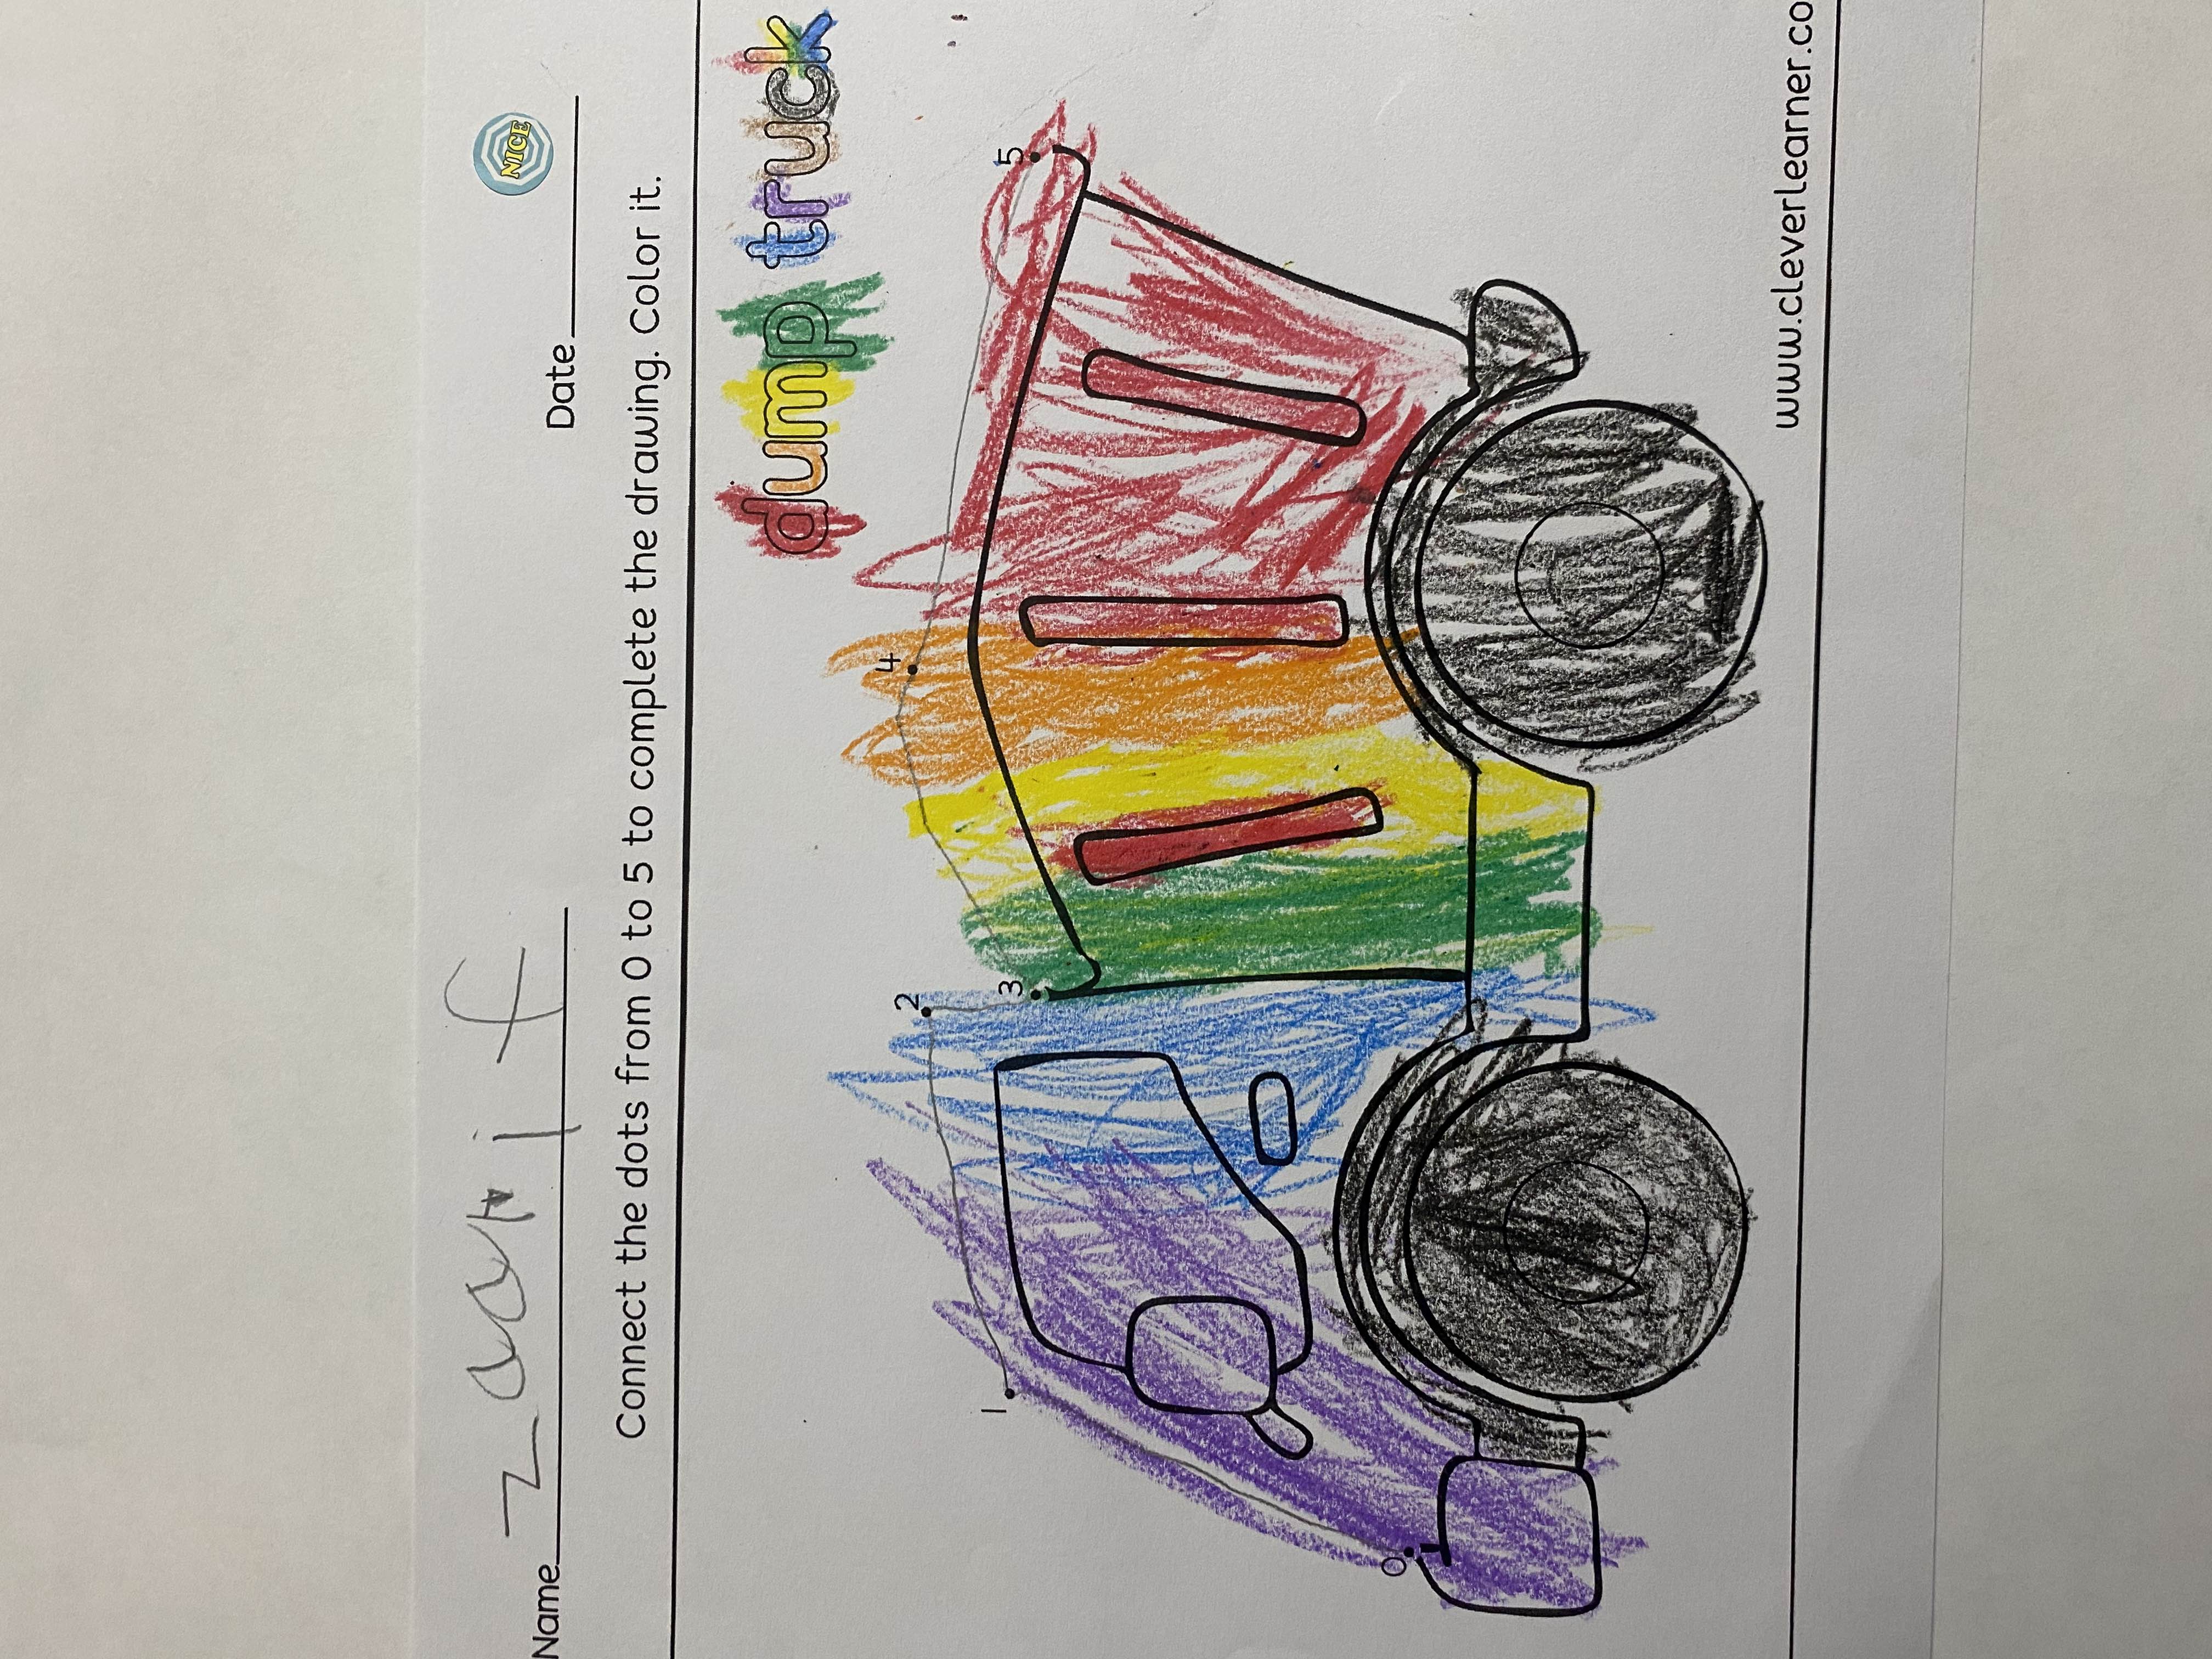 zaarif
NICE
Name
Date
Connect the dots from 0 to 5 to complete the drawing. Color it.
dump truck
2
4
1
3
5
0
www.cleverlearner.co